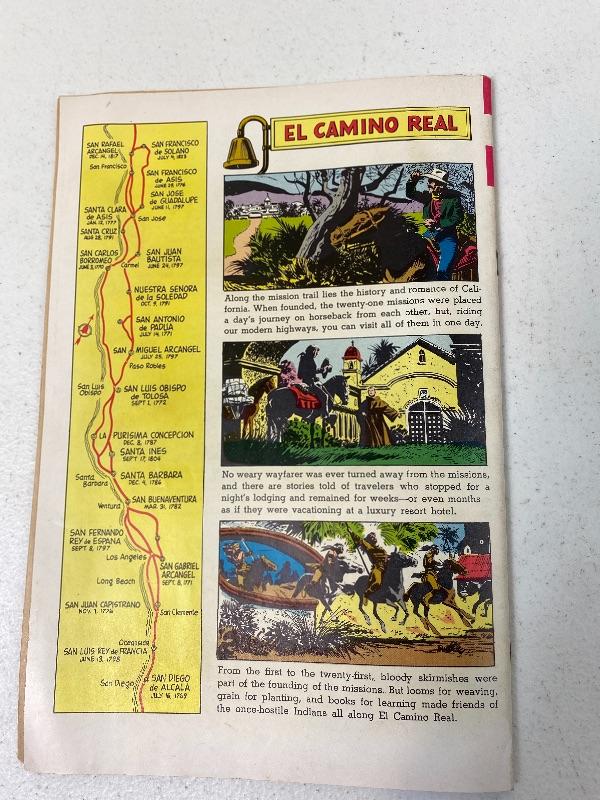 EL CAMINO REAL
SAN RAFAEL
ARCANGEL
DEC. 14, 1817
SAN FRANCISCO
de SOLANO
JULY 4, 1823
San Francisco
SAN FRANCISCO
de ASIS
JUNE 29, 1776
SAN JOSE
de GUADALUPE
JUNE 11, 1797
SANTA CLARA
de ASIS
JAN. 12, 1777
San Jose
SANTA CRUZ
AUG 28, 1791
SAN CARLOS
BORROMEO
JUNE 3, 1770
Carmel
SAN JUAN
BAUTISTA
JUNE 24, 1797
NUESTRA SENORA
de la SOLEDAD
OCT. 9, 1791
SAN ANTONIO
de PADUA
JULY 14, 1771
SAN MIGUEL ARCANGEL
JULY 25, 1797
Paso Robles
San Luis
Obispo
SAN LUIS OBISPO
de TOLOSA
SEPT 1, 1772
LA PURISIMA CONCEPCION
DEC. 8, 1787
SANTA INES
SEPT 17, 1804
Santa
Barbara
SANTA BARBARA
DEC. 4, 1786
SAN BUENAVENTURA
MAR. 31, 1782
Ventura
SAN FERNANDO
REY de ESPANA
SEPT 8, 1797
Los Angeles
SAN GABRIEL
ARCANGEL
SEPT. 8, 1771
Long Beach
SAN JUAN CAPISTRANO
NOV. 1, 1776
San Clemente
Oceanside
SAN LUIS REY de FRANCIA
JUNE 13, 1798
San Diego
SAN DIEGO
de ALCALA
JULY 16, 1769
Along the mission trail lies the history and romance of Cali-
fornia. When founded, the twenty-one missions were placed
a day's journey on horseback from each other, but, riding
our modern highways, you can visit all of them in one day.
No weary wayfarer was ever turned away from the missions,
and there are stories told of travelers who stopped for a
night's lodging and remained for weeks—or even months—
as if they were vacationing at a luxury resort hotel.
From the first to the twenty-first, bloody skirmishes were
part of the founding of the missions. But looms for weaving,
grain for planting, and books for learning made friends of
the once-hostile Indians all along El Camino Real.